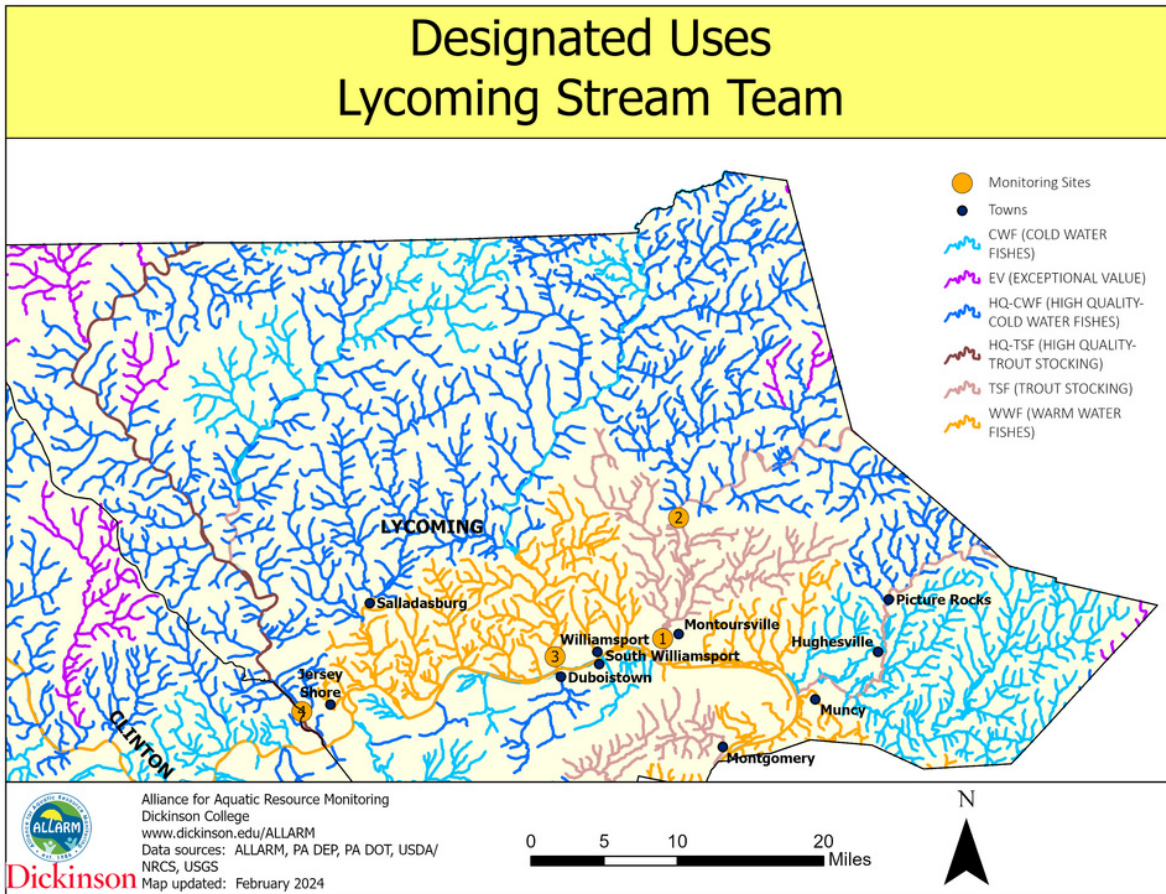 Designated Uses
Lycoming Stream Team
Monitoring Sites
Towns
CWF (COLD WATER
FISHES)
EV (EXCEPTIONAL VALUE)
HQ-CWF (HIGH QUALITY-
COLD WATER FISHES)
HQ-TSF (HIGH QUALITY-
TROUT STOCKING)
TSF (TROUT STOCKING)
WWF (WARM WATER
FISHES)
LYCOMING
2
Salladasburg
Picture Rocks
1
Montoursville
Williamsport
Hughesville
3
South Williamsport
Duboistown
Jersey
Shore
4
Muncy
CLINTON
Montgomery
ALLARM
Dickinson
Alliance for Aquatic Resource Monitoring
Dickinson College
www.dickinson.edu/ALLARM
Data sources: ALLARM, PA DEP, PA DOT, USDA/
NRCS, USGS
Map updated: February 2024
0 5 10 20
Miles
N